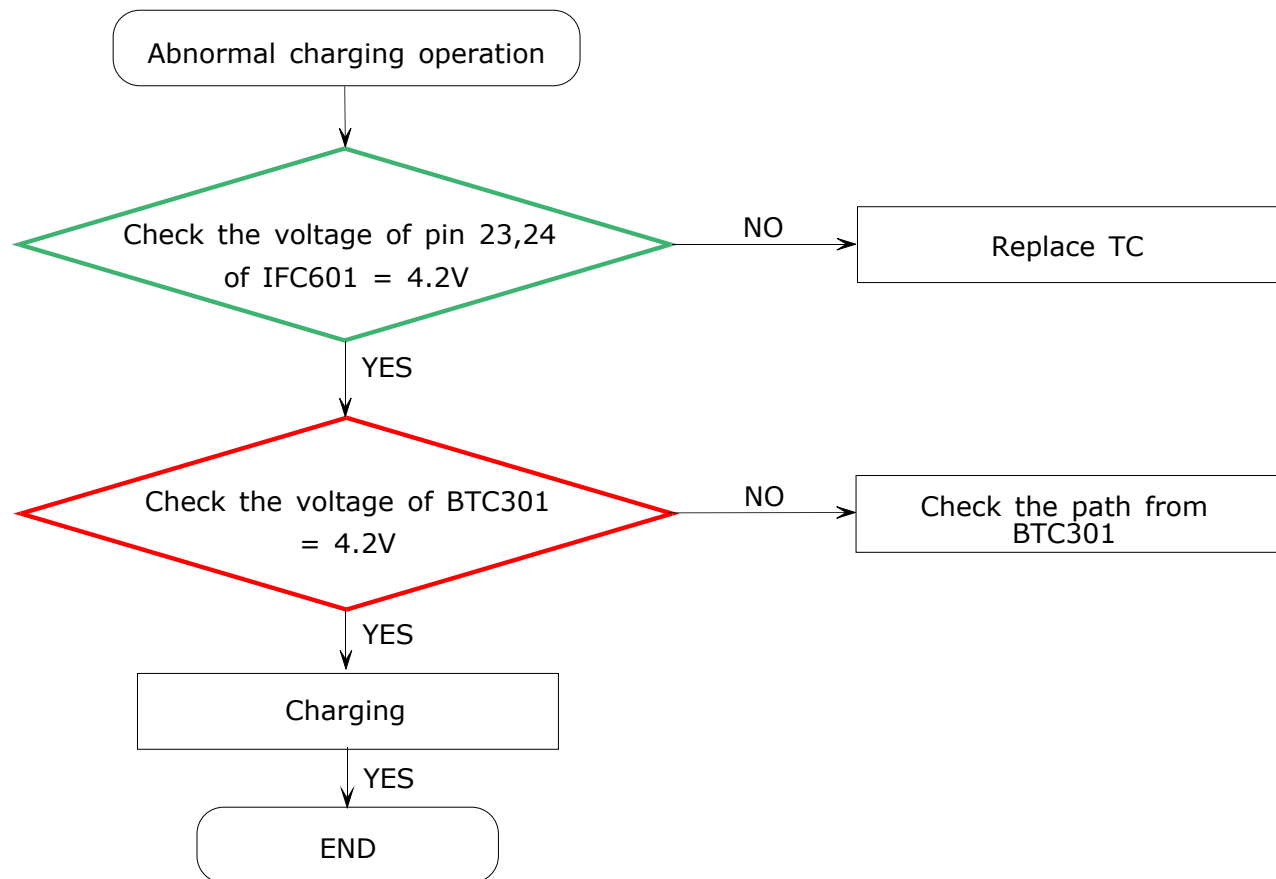 Abnormal charging operation
Check the voltage of pin 23,24
of IFC601 = 4.2V
NO
Replace TC
YES
Check the voltage of BTC301
= 4.2V
NO
Check the path from
BTC301
YES
Charging
YES
END